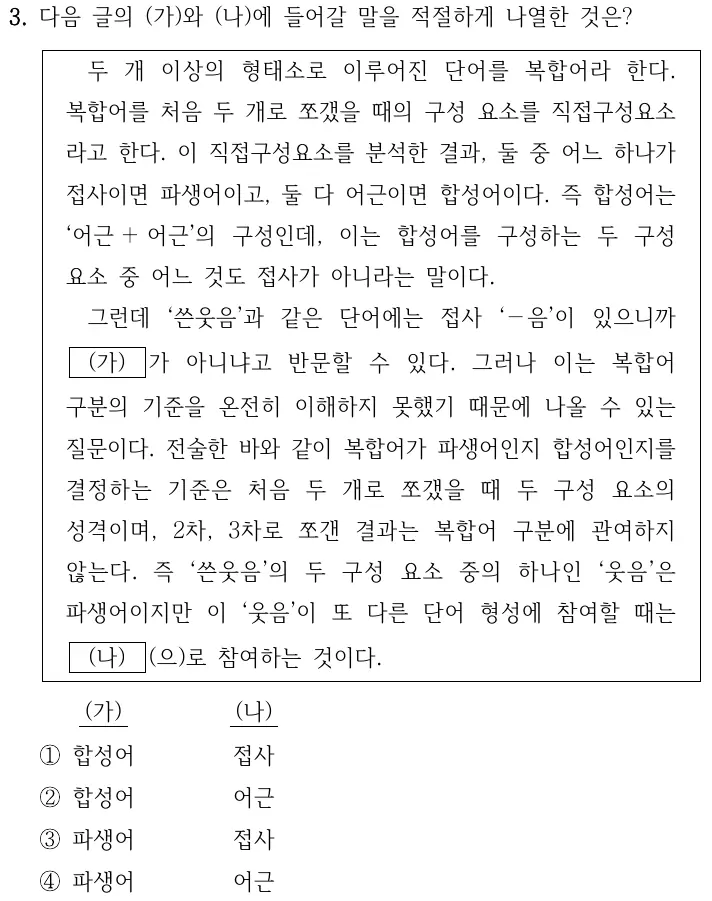 3. 다음 글의 (가)와 (나)에 들어갈 말을 적절하게 나열한 것은?
두 개 이상의 형태소로 이루어진 단어를 복합어라 한다.
복합어를 처음 두 개로 쪼갰을 때의 구성 요소를 직접구성요소
라고 한다. 이 직접구성요소를 분석한 결과, 둘 중 어느 하나가
접사이면 파생어이고, 둘 다 어근이면 합성어이다. 즉 합성어는
‘어근 + 어근’의 구성인데, 이는 합성어를 구성하는 두 구성
요소 중 어느 것도 접사가 아니라는 말이다.
그런데 ‘쓴웃음’과 같은 단어에는 접사 ‘-음’이 있으니까
(가) 가 아니냐고 반문할 수 있다. 그러나 이는 복합어
구분의 기준을 온전히 이해하지 못했기 때문에 나올 수 있는
질문이다. 전술한 바와 같이 복합어가 파생어인지 합성어인지를
결정하는 기준은 처음 두 개로 쪼갰을 때 두 구성 요소의
성격이며, 2차, 3차로 쪼갠 결과는 복합어 구분에 관여하지
않는다. 즉 ‘쓴웃음’의 두 구성 요소 중의 하나인 ‘웃음’은
파생어이지만 이 ‘웃음’이 또 다른 단어 형성에 참여할 때는
(나) (으)로 참여하는 것이다.
(가) (나)
① 합성어 접사
② 합성어 어근
③ 파생어 접사
④ 파생어 어근